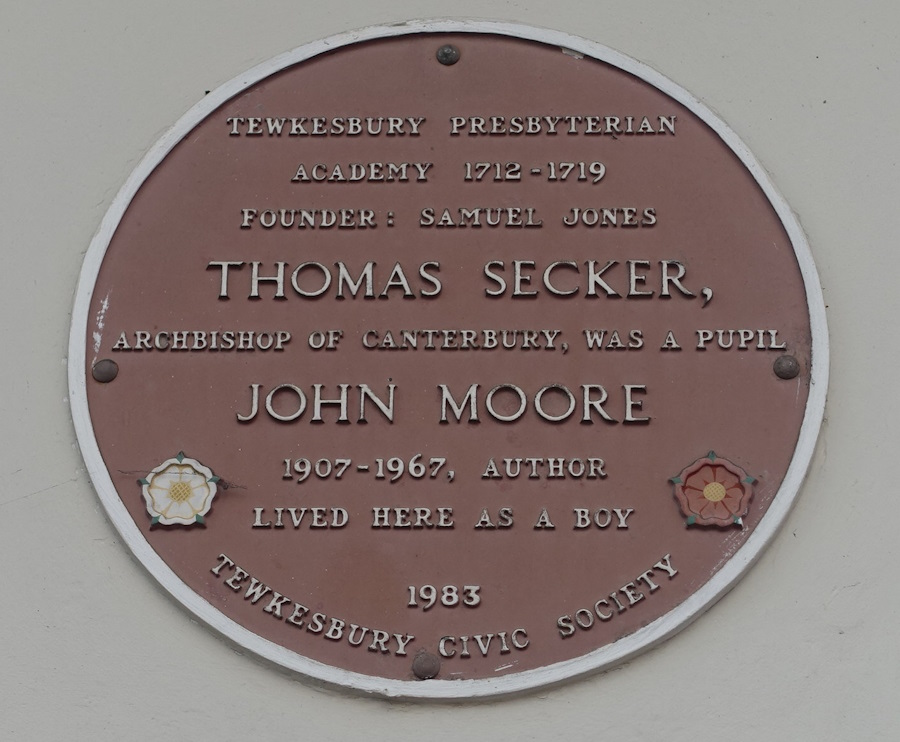 TEWKESBURY PRESBYTERIAN
ACADEMY 1712-1719
FOUNDER: SAMUEL JONES
THOMAS SECKER,
ARCHBISHOP OF CANTERBURY, WAS A PUPIL
JOHN MOORE
1907-1967, AUTHOR
LIVED HERE AS A BOY
1983
TEWKESBURY CIVIC SOCIETY